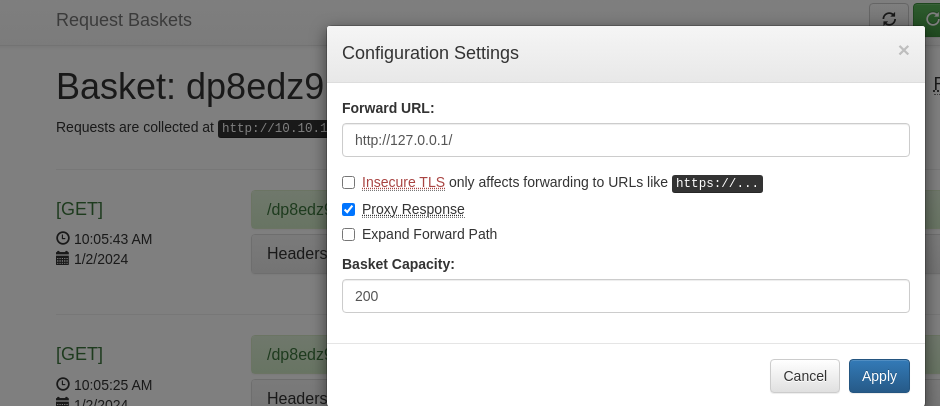 Request Baskets
Configuration Settings
×
Basket: dp8edz9
Forward URL:
Requests are collected at http://10.10.1
http://127.0.0.1/
Insecure TLS only affects forwarding to URLs like https://...
[GET]
/dp8edz9
Proxy Response
10:05:43 AM
Expand Forward Path
1/2/2024
Headers
Basket Capacity:
200
[GET]
/dp8edz9
10:05:25 AM
Cancel
Apply
1/2/2024
Headers